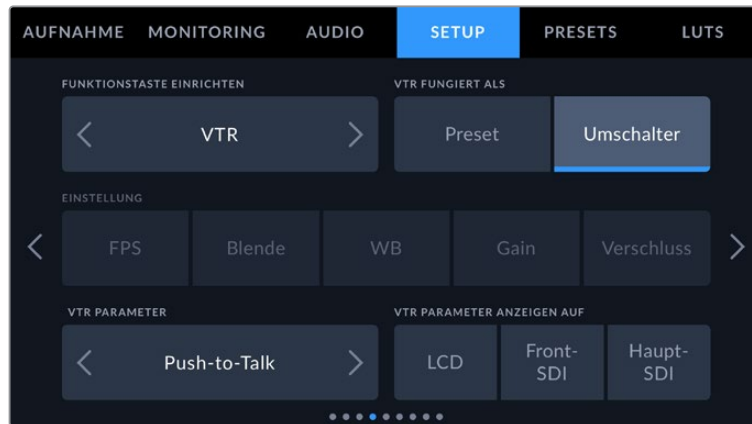 AUFNAHME MONITORING AUDIO SETUP PRESETS LUTS
FUNKTIONSTASTE EINRICHTEN VTR FUNGIERT ALS
VTR Preset Umschalter
EINSTELLUNG
FPS Blende WB Gain Verschluss
VTR PARAMETER VTR PARAMETER ANZEIGEN AUF
Push-to-Talk LCD Front-
SDI Haupt-
SDI